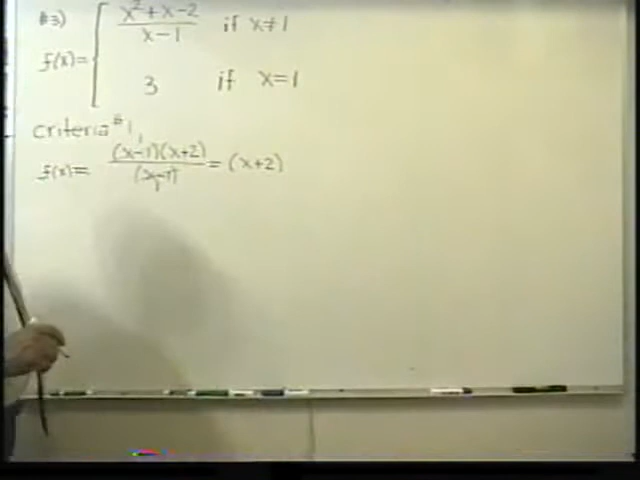 #3)
f(x)= { x²+x-2 / x-1 if x≠1
3 if x=1
criteria #1
f(x)= (x-1)(x+2) / (x-1) = (x+2)